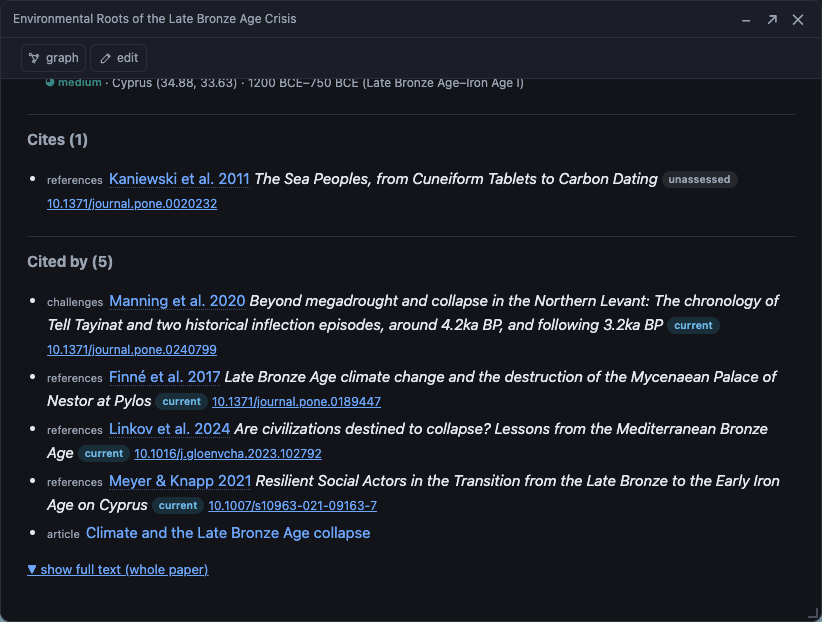 Environmental Roots of the Late Bronze Age Crisis
graph
edit
medium · Cyprus (34.88, 33.63) · 1200 BCE–750 BCE (Late Bronze Age–Iron Age I)
Cites (1)
• references Kaniewski et al. 2011 The Sea Peoples, from Cuneiform Tablets to Carbon Dating unassessed
10.1371/journal.pone.0020232
Cited by (5)
• challenges Manning et al. 2020 Beyond megadrought and collapse in the Northern Levant: The chronology of
Tell Tayinat and two historical inflection episodes, around 4.2ka BP, and following 3.2ka BP current
10.1371/journal.pone.0240799
• references Finné et al. 2017 Late Bronze Age climate change and the destruction of the Mycenaean Palace of
Nestor at Pylos current 10.1371/journal.pone.0189447
• references Linkov et al. 2024 Are civilizations destined to collapse? Lessons from the Mediterranean Bronze
Age current 10.1016/j.gloenvcha.2023.102792
• references Meyer & Knapp 2021 Resilient Social Actors in the Transition from the Late Bronze to the Early Iron
Age on Cyprus current 10.1007/s10963-021-09163-7
• article Climate and the Late Bronze Age collapse
▼ show full text (whole paper)